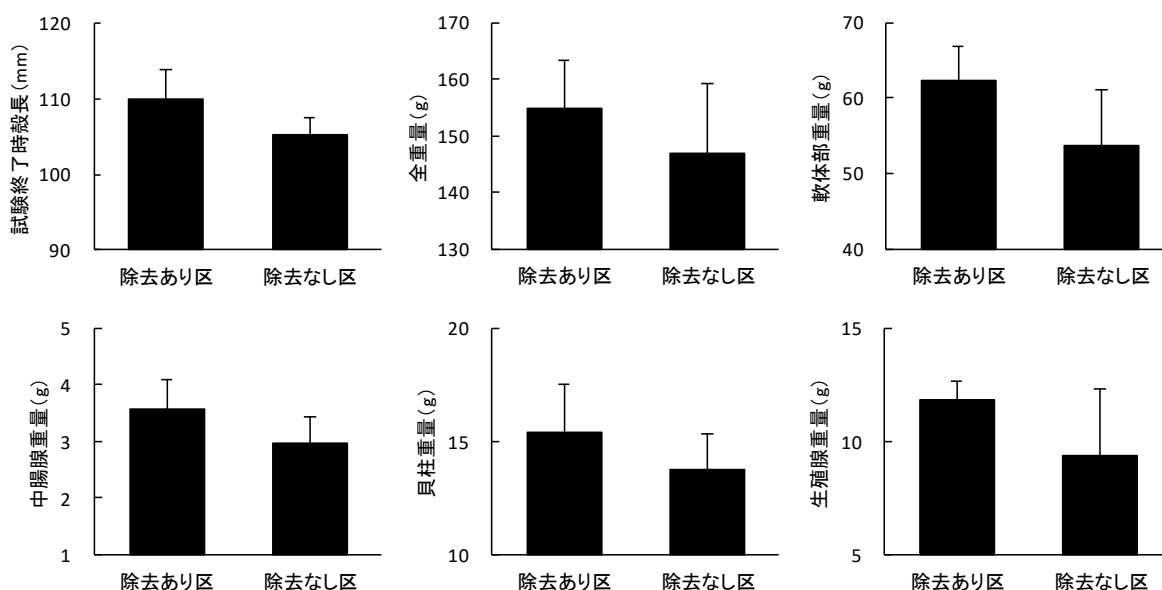 試験終了時殻長(mm)
120
110
100
90
除去あり区 除去なし区
全重量(g)
170
160
150
140
130
除去あり区 除去なし区
軟体部重量(g)
70
60
50
40
除去あり区 除去なし区
中腸腺重量(g)
5
4
3
2
1
除去あり区 除去なし区
貝柱重量(g)
20
15
10
除去あり区 除去なし区
生殖腺重量(g)
15
10
5
除去あり区 除去なし区